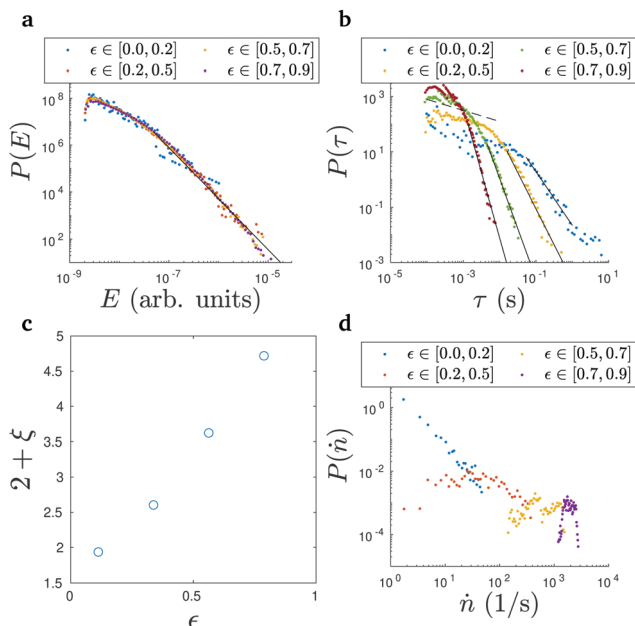 a
ϵ ∈ [0.0, 0.2]
ϵ ∈ [0.5, 0.7]
ϵ ∈ [0.2, 0.5]
ϵ ∈ [0.7, 0.9]
P(E)
10^8
10^6
10^4
10^2
10^-9
10^-7
10^-5
E (arb. units)
b
ϵ ∈ [0.0, 0.2]
ϵ ∈ [0.5, 0.7]
ϵ ∈ [0.2, 0.5]
ϵ ∈ [0.7, 0.9]
P(τ)
10^3
10^1
10^-1
10^-3
10^-5
10^-3
10^-1
10^1
τ (s)
c
2 + ξ
5
4.5
4
3.5
3
2.5
2
1.5
0
0.5
1
ϵ
d
ϵ ∈ [0.0, 0.2]
ϵ ∈ [0.5, 0.7]
ϵ ∈ [0.2, 0.5]
ϵ ∈ [0.7, 0.9]
P(ṅ)
10^0
10^-2
10^-4
10^0
10^1
10^2
10^3
10^4
ṅ (1/s)